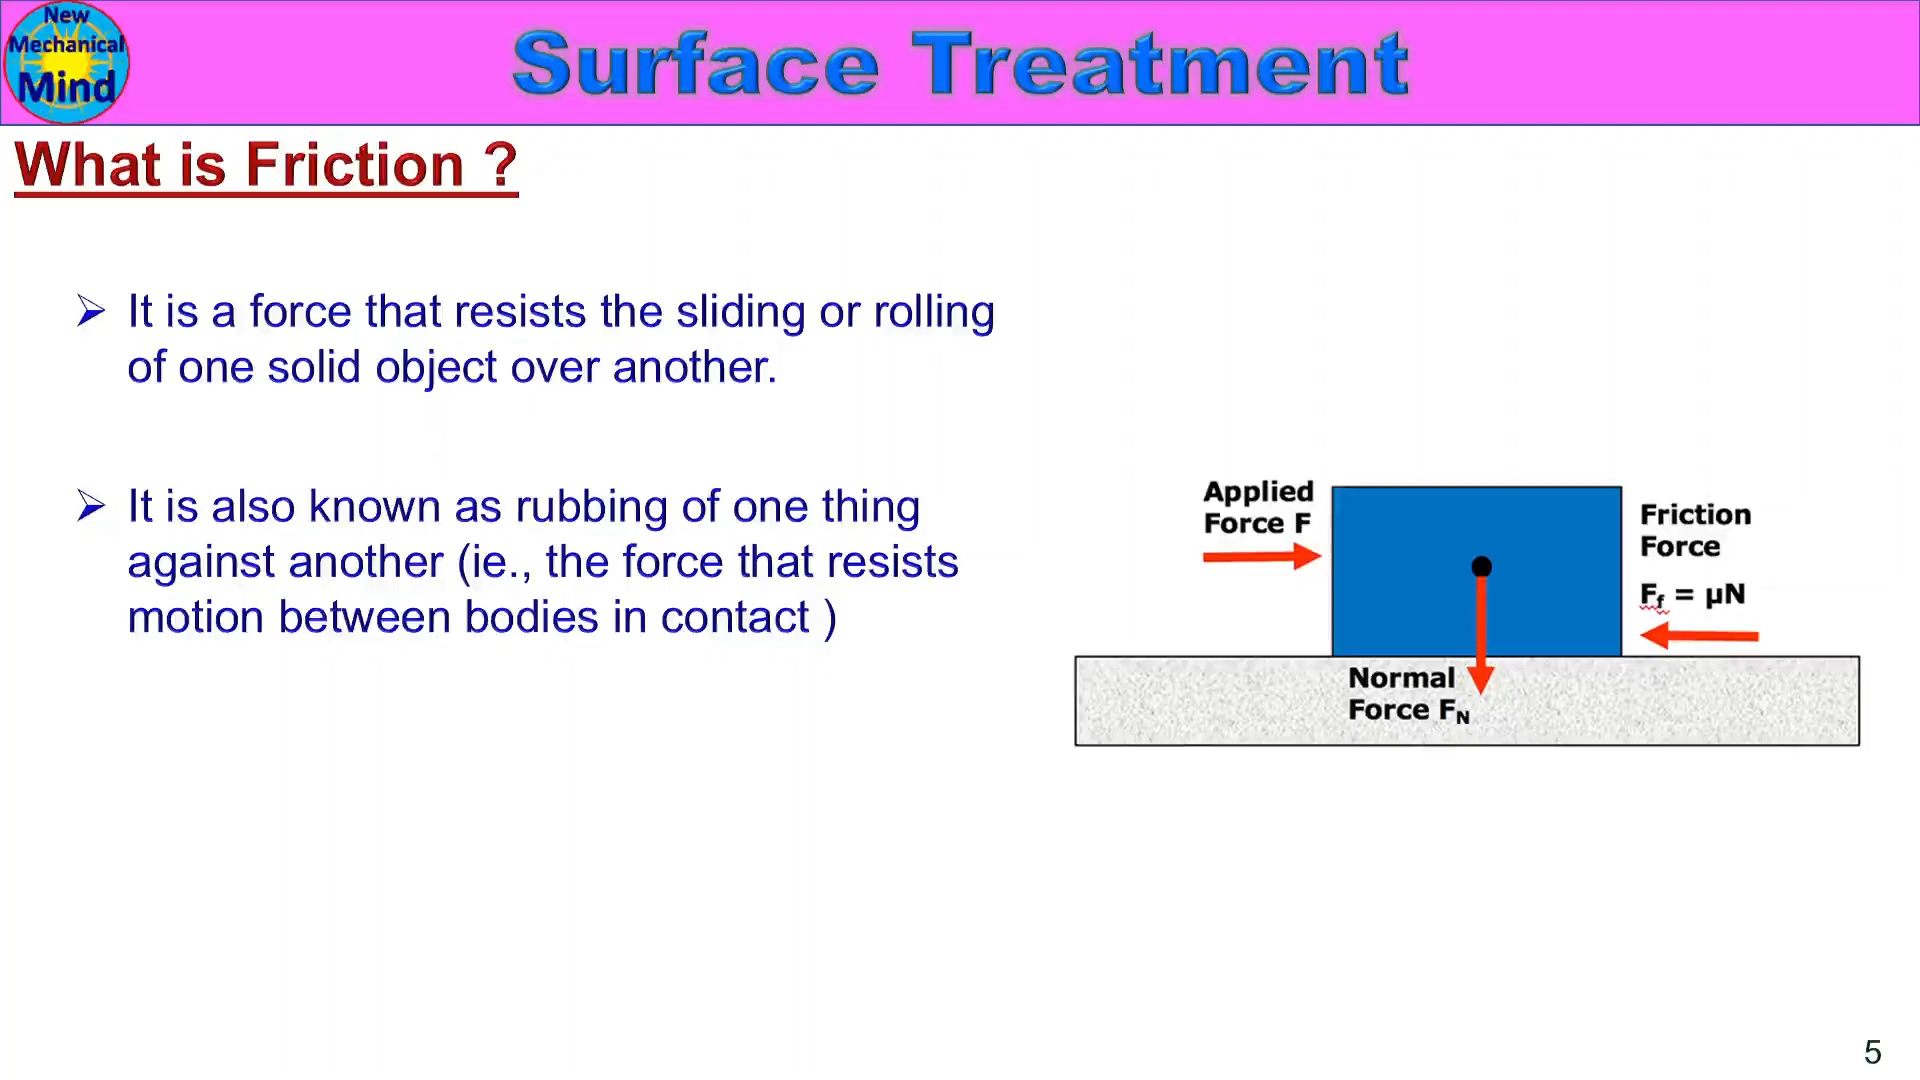 New
Mechanical
Mind
Surface Treatment
What is Friction ?
➢ It is a force that resists the sliding or rolling
of one solid object over another.
➢ It is also known as rubbing of one thing
against another (ie., the force that resists
motion between bodies in contact )
Applied
Force F
Friction
Force
Ff = μN
Normal
Force FN
5